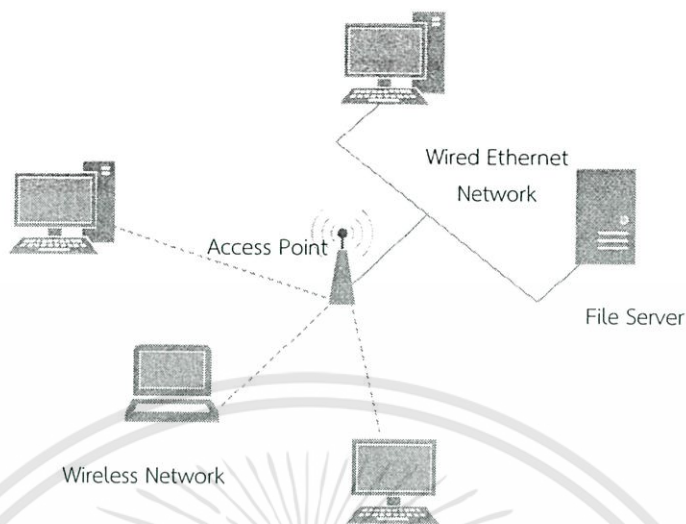 Wired Ethernet
Network
Access Point
File Server
Wireless Network